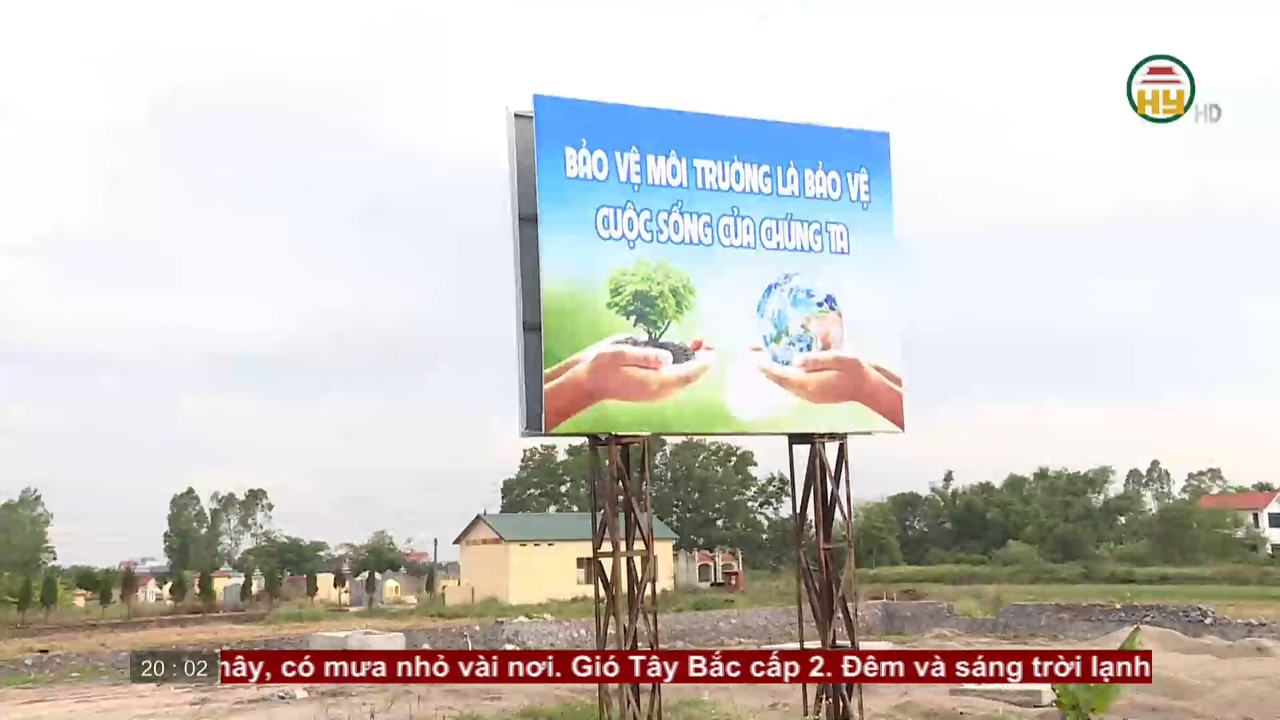 HY HD
BẢO VỆ MÔI TRƯỜNG LÀ BẢO VỆ
CUỘC SỐNG CỦA CHÚNG TA
20 : 02 mây, có mưa nhỏ vài nơi. Gió Tây Bắc cấp 2. Đêm và sáng trời lạnh